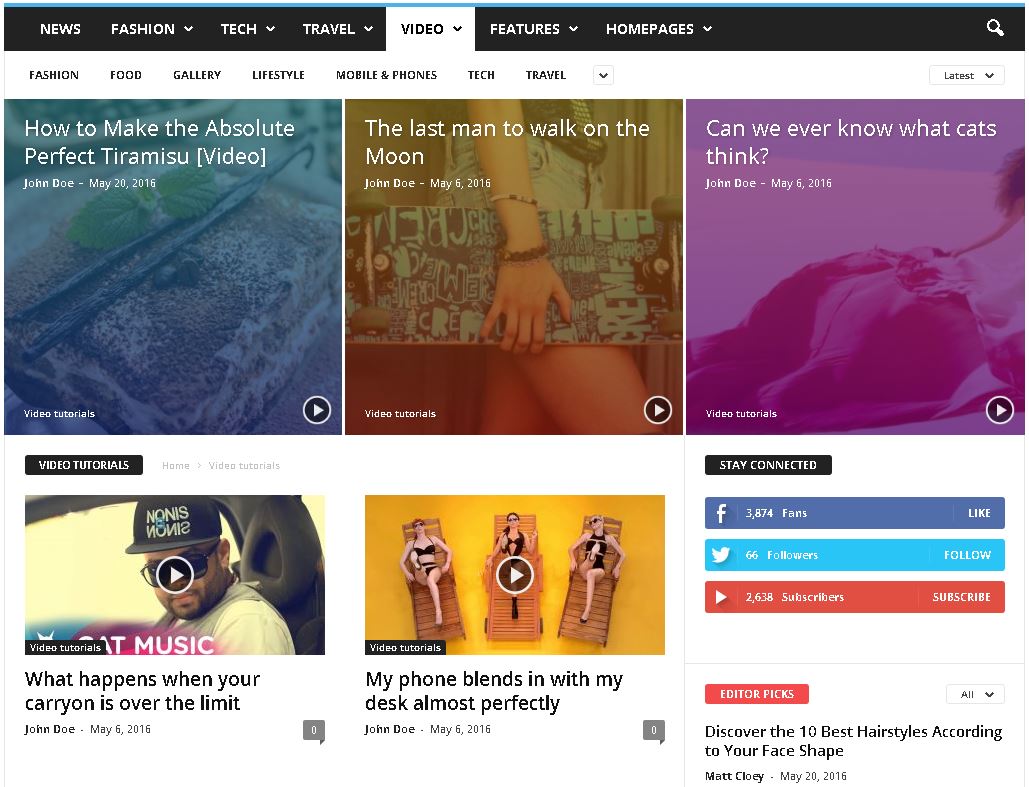 NEWS FASHION TECH TRAVEL VIDEO FEATURES HOMEPAGES
FASHION FOOD GALLERY LIFESTYLE MOBILE & PHONES TECH TRAVEL Latest
How to Make the Absolute
Perfect Tiramisu [Video]
John Doe - May 20, 2016
Video tutorials
The last man to walk on the
Moon
John Doe - May 6, 2016
Video tutorials
Can we ever know what cats
think?
John Doe - May 6, 2016
Video tutorials
VIDEO TUTORIALS Home > Video tutorials
NONIS
CAT MUSIC
Video tutorials
What happens when your
carryon is over the limit
John Doe - May 6, 2016 0
Video tutorials
My phone blends in with my
desk almost perfectly
John Doe - May 6, 2016 0
STAY CONNECTED
3,874 Fans LIKE
66 Followers FOLLOW
2,638 Subscribers SUBSCRIBE
EDITOR PICKS All
Discover the 10 Best Hairstyles According
to Your Face Shape
Matt Cloey - May 20, 2016